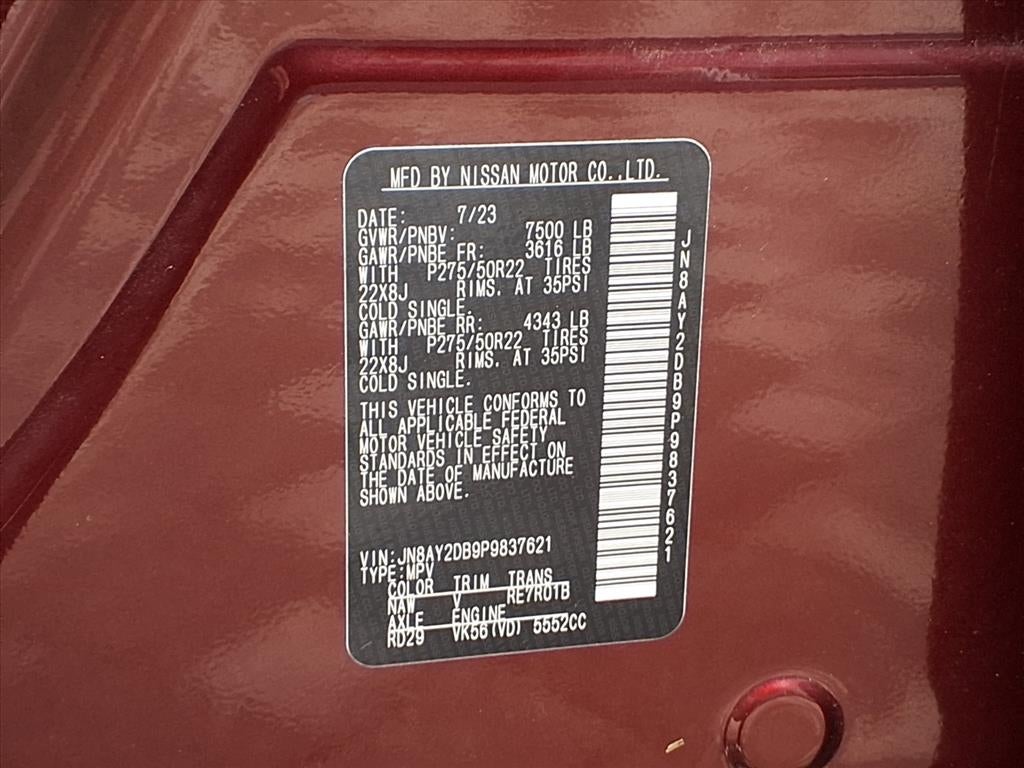 MFD BY NISSAN MOTOR CO.,LTD.
DATE: 7/23
GVWR/PNBV: 7500 LB
GAWR/PNBE FR: 3616 LB
WITH P275/50R22 TIRES
22X8J RIMS. AT 35PSI
COLD SINGLE.
GAWR/PNBE RR: 4343 LB
WITH P275/50R22 TIRES
22X8J RIMS. AT 35PSI
COLD SINGLE.
THIS VEHICLE CONFORMS TO
ALL APPLICABLE FEDERAL
MOTOR VEHICLE SAFETY
STANDARDS IN EFFECT ON
THE DATE OF MANUFACTURE
SHOWN ABOVE.
VIN:JN8AY2DB9P9837621
TYPE:MPV
COLOR TRIM TRANS
NAW V RE7R01B
AXLE ENGINE
RD29 VK56(VD) 5552CC
JN8AY2DB9P9837621